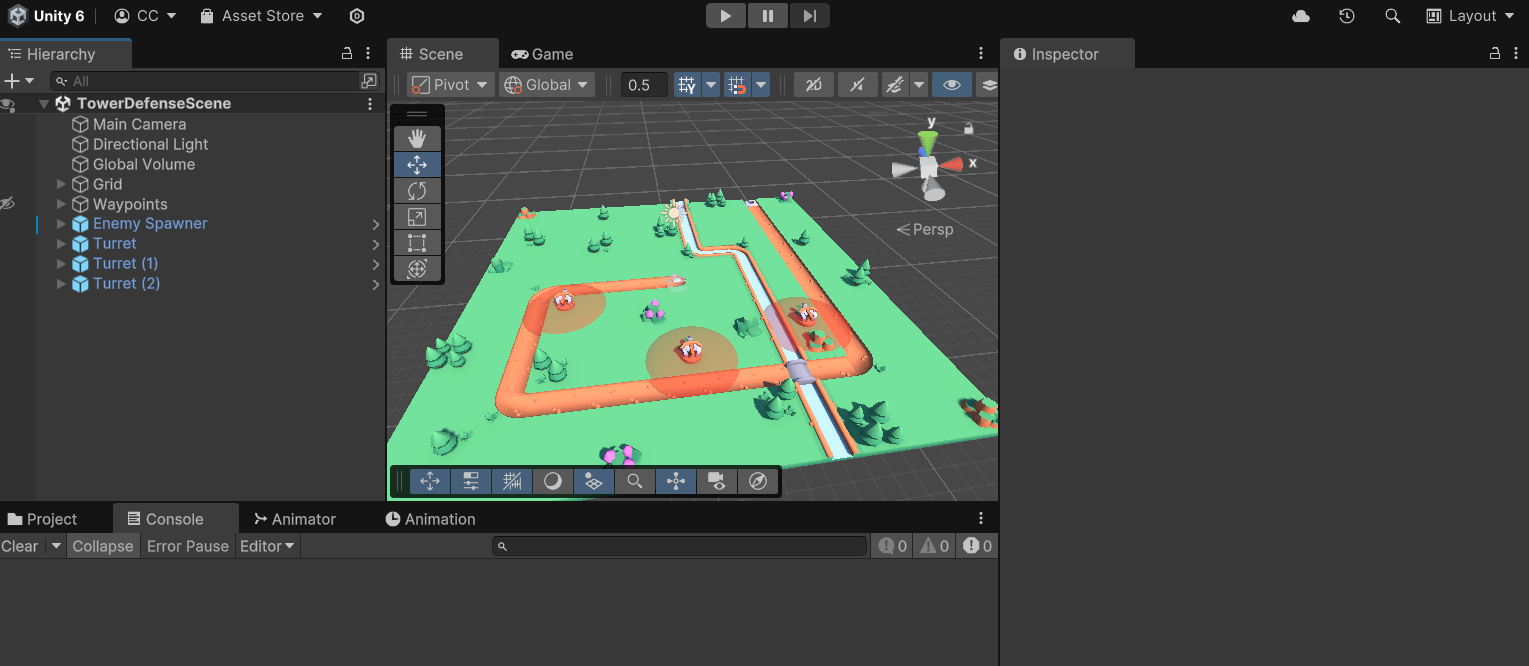 Unity 6 CC Asset Store Layout
Hierarchy
All
TowerDefenseScene
Main Camera
Directional Light
Global Volume
Grid
Waypoints
Enemy Spawner
Turret
Turret (1)
Turret (2)
Scene Game
Pivot Global 0.5 2D
y
x
Persp
Inspector
Project Console Animator Animation
Clear Collapse Error Pause Editor 0 0 0